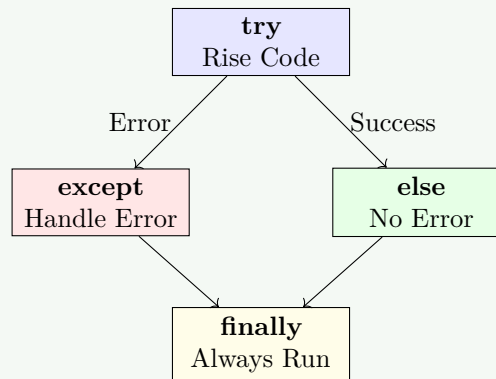 try
Rise Code
Error
Success
except
Handle Error
else
No Error
finally
Always Run